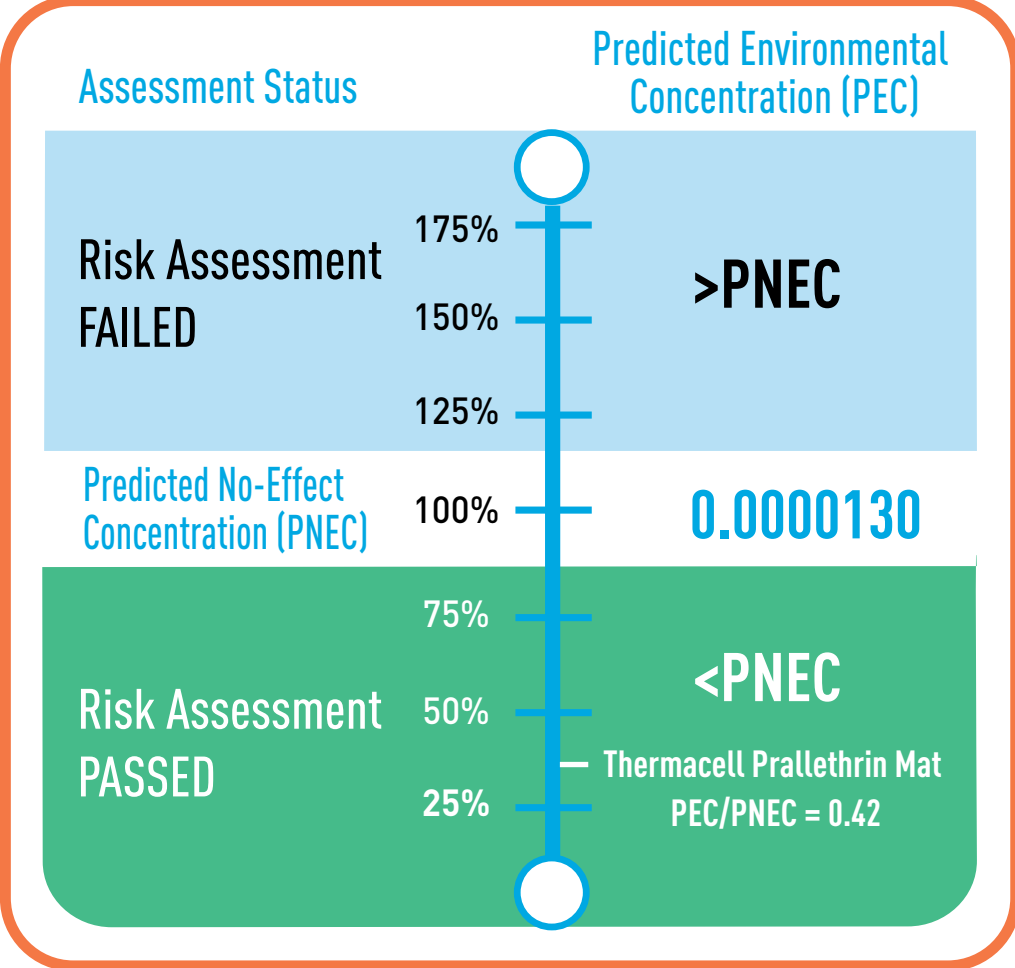 Assessment Status
Predicted Environmental
Concentration (PEC)
Risk Assessment
FAILED
175%
150%
125%
>PNEC
Predicted No-Effect
Concentration (PNEC)
100%
0.0000130
Risk Assessment
PASSED
75%
50%
25%
<PNEC
Thermacell Prallethrin Mat
PEC/PNEC = 0.42